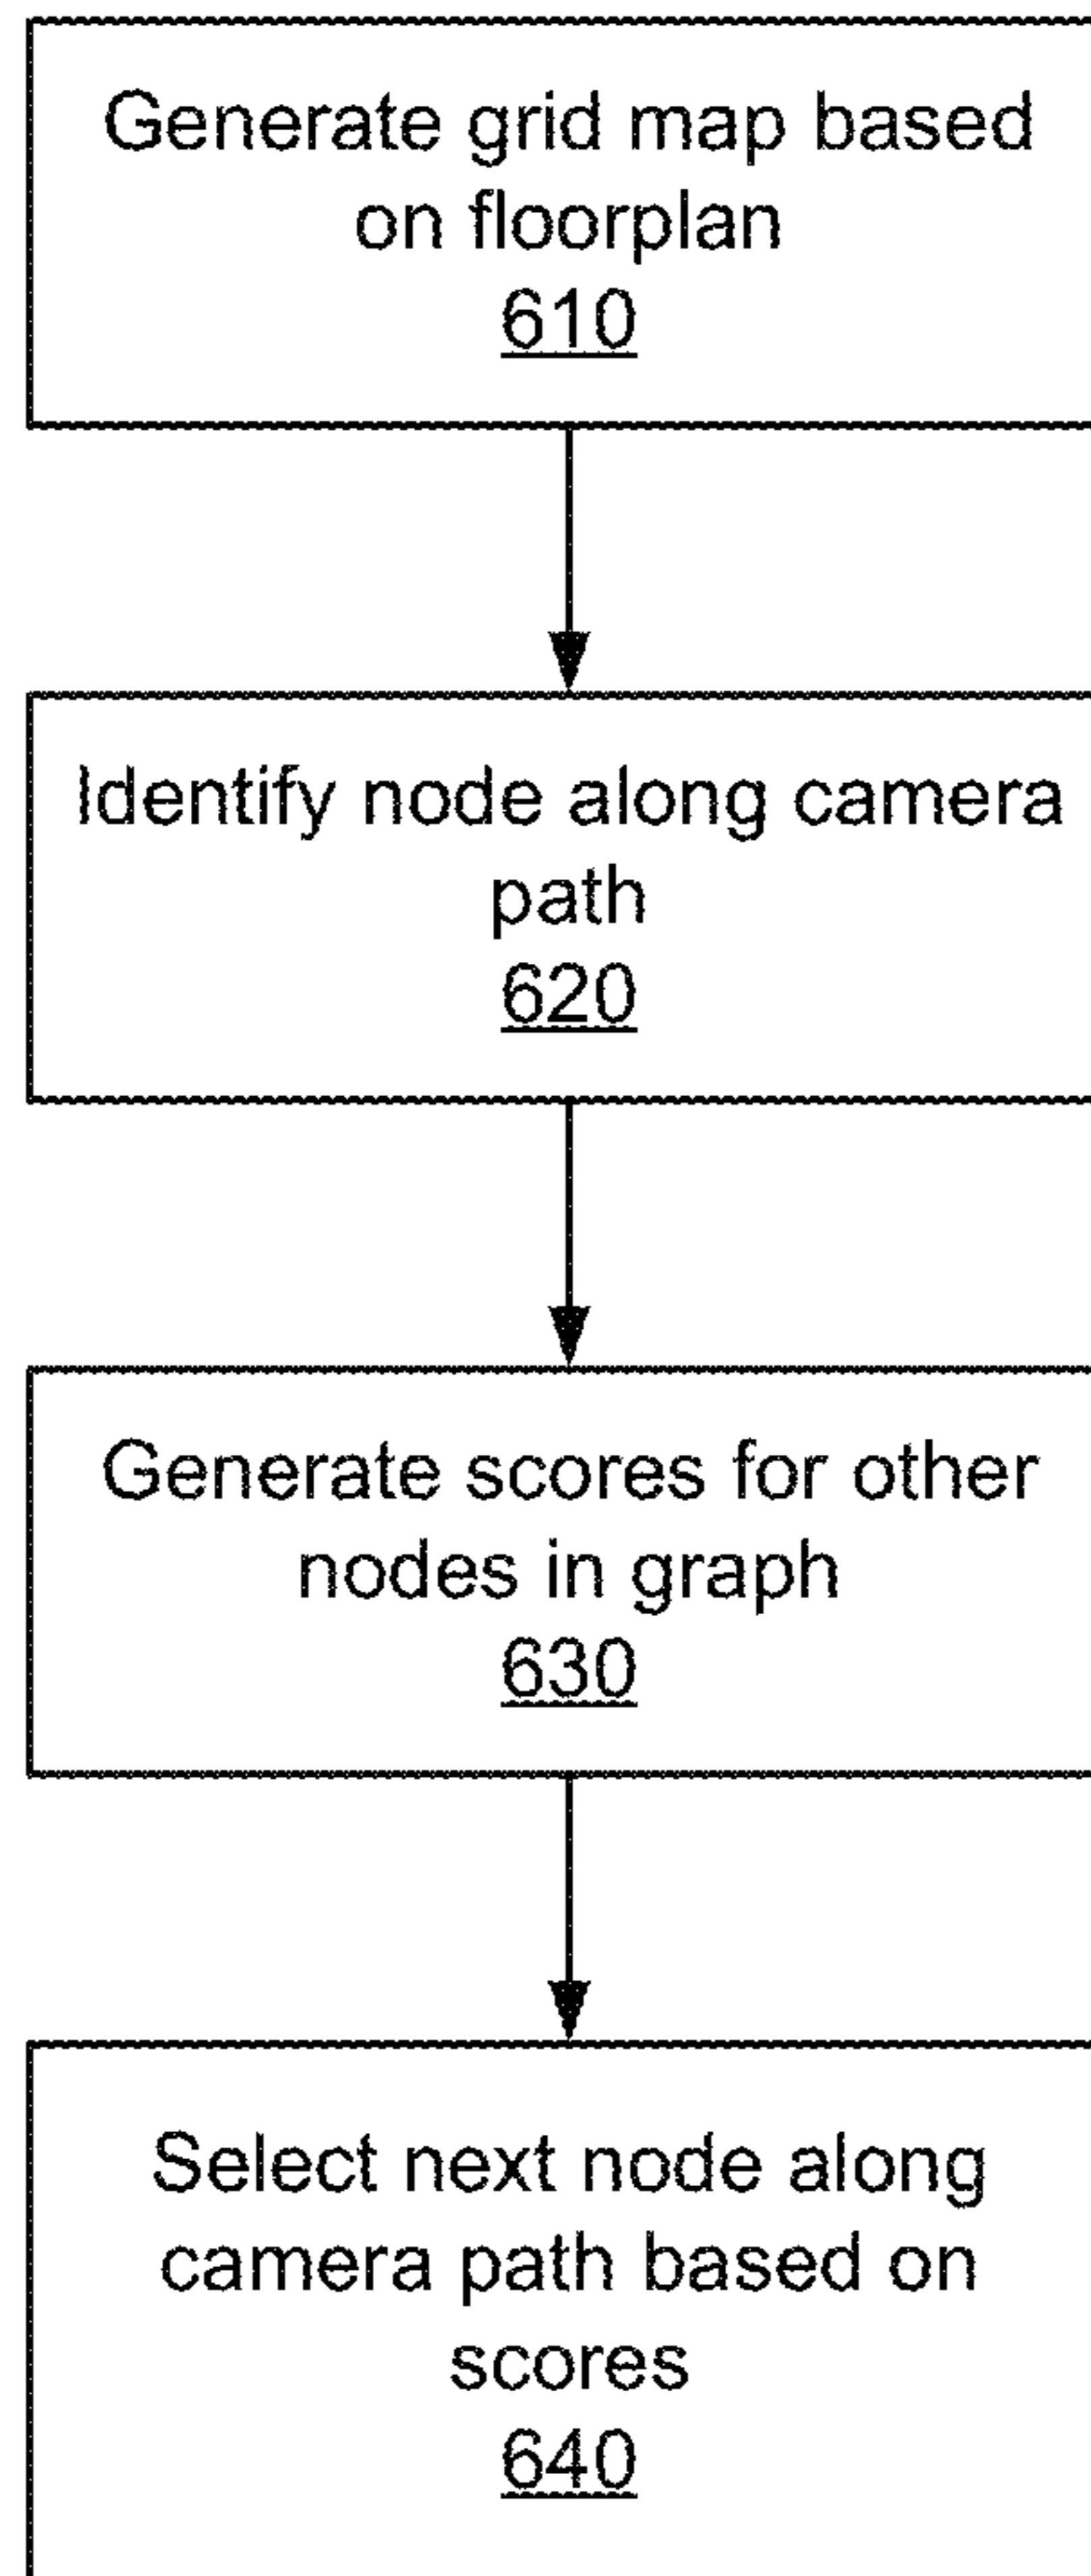 Generate grid map based
on floorplan
610
Identify node along camera
path
620
Generate scores for other
nodes in graph
630
Select next node along
camera path based on
scores
640